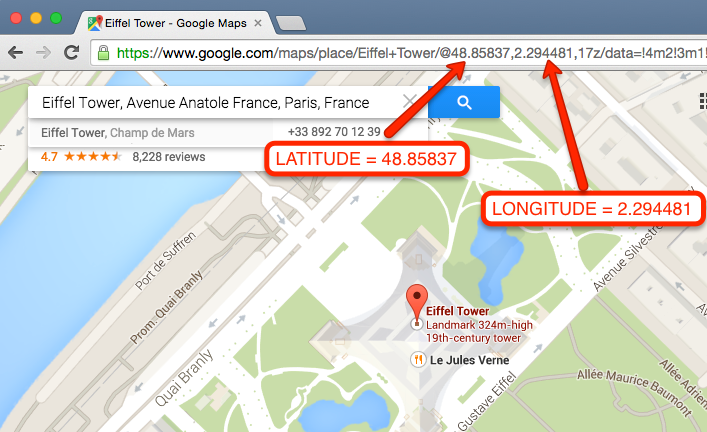 Eiffel Tower - Google Maps
https://www.google.com/maps/place/Eiffel+Tower/@48.85837,2.294481,17z/data=!4m2!3m1!
Eiffel Tower, Avenue Anatole France, Paris, France
Eiffel Tower, Champ de Mars
+33 892 70 12 39
4.7
8,228 reviews
LATITUDE = 48.85837
LONGITUDE = 2.294481
Port de Suffren
Prom. Quai Branly
Quai Branly
Avenue Silvestre
Eiffel Tower
Landmark 324m-high
19th-century tower
Le Jules Verne
Gustave Eiffel
Allée Maurice Baumont
Allée Adrien